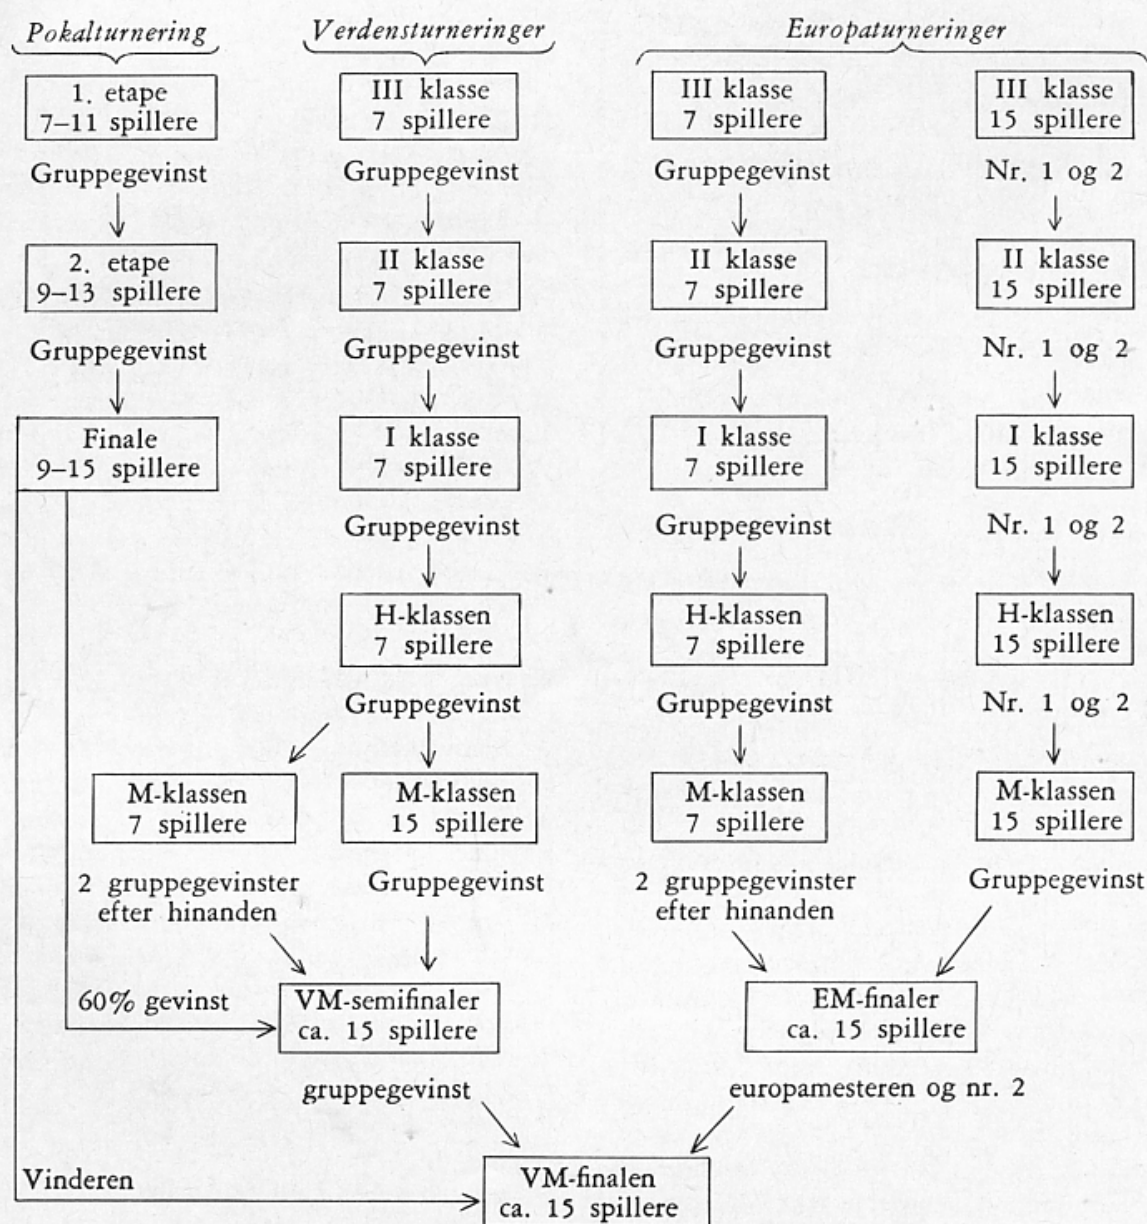 Pokalturnering Verdensturneringer Europaturneringer
1. etape
7–11 spillere
III klasse
7 spillere
III klasse
7 spillere
III klasse
15 spillere
Gruppegevinst Gruppegevinst Gruppegevinst Nr. 1 og 2
2. etape
9–13 spillere
II klasse
7 spillere
II klasse
7 spillere
II klasse
15 spillere
Gruppegevinst Gruppegevinst Gruppegevinst Nr. 1 og 2
Finale
9–15 spillere
I klasse
7 spillere
I klasse
7 spillere
I klasse
15 spillere
Gruppegevinst Gruppegevinst Nr. 1 og 2
H-klassen
7 spillere
H-klassen
7 spillere
H-klassen
15 spillere
Gruppegevinst Gruppegevinst Nr. 1 og 2
M-klassen
7 spillere
M-klassen
15 spillere
M-klassen
7 spillere
M-klassen
15 spillere
2 gruppegevinster
efter hinanden
Gruppegevinst
2 gruppegevinster
efter hinanden
Gruppegevinst
60% gevinst
VM-semifinaler
ca. 15 spillere
EM-finaler
ca. 15 spillere
gruppegevinst europamesteren og nr. 2
Vinderen
VM-finalen
ca. 15 spillere